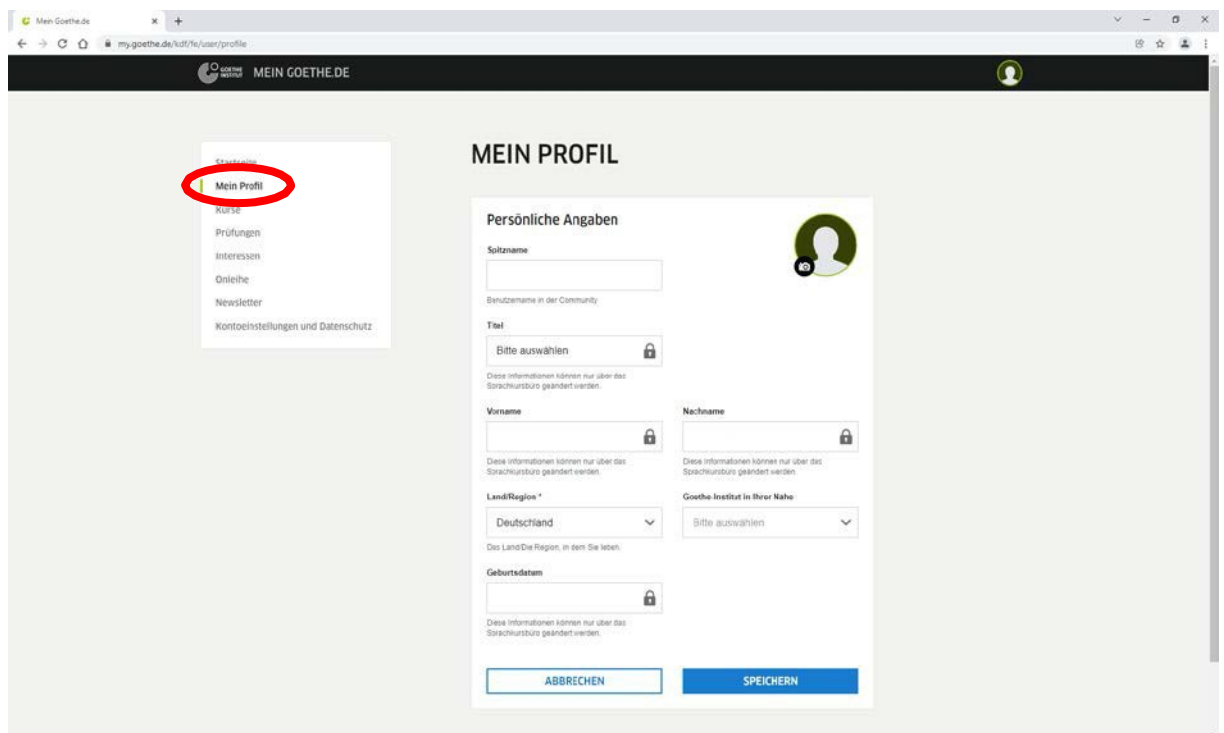 Mein Goethe.de
my.goethe.de/kdf/fe/user/profile
GOETHE INSTITUT
MEIN GOETHE.DE
Startseite
Mein Profil
Kurse
Prüfungen
Interessen
Onleihe
Newsletter
Kontoeinstellungen und Datenschutz
MEIN PROFIL
Persönliche Angaben
Spitzname
Benutzername in der Community
Titel
Bitte auswählen
Diese Informationen können nur über das
Sprachkursbüro geändert werden.
Vorname
Diese Informationen können nur über das
Sprachkursbüro geändert werden.
Nachname
Diese Informationen können nur über das
Sprachkursbüro geändert werden.
Land/Region *
Deutschland
Das Land/Die Region, in dem Sie leben.
Goethe-Institut in Ihrer Nähe
Bitte auswählen
Geburtsdatum
Diese Informationen können nur über das
Sprachkursbüro geändert werden.
ABBRECHEN
SPEICHERN